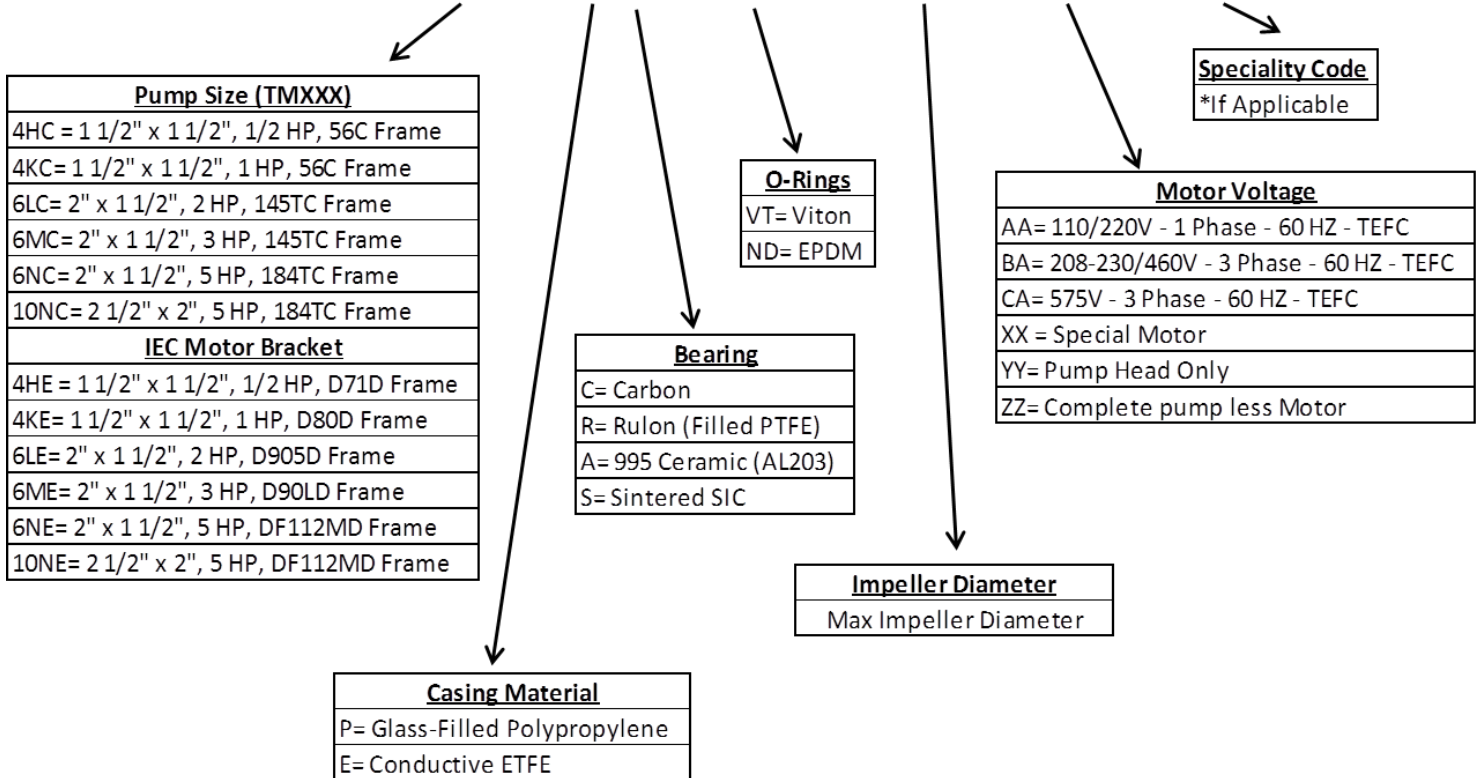 Speciality Code
*If Applicable
Pump Size (TMXXX)
4HC = 1 1/2" x 1 1/2", 1/2 HP, 56C Frame
4KC= 1 1/2" x 1 1/2", 1 HP, 56C Frame
6LC= 2" x 1 1/2", 2 HP, 145TC Frame
6MC= 2" x 1 1/2", 3 HP, 145TC Frame
6NC= 2" x 1 1/2", 5 HP, 184TC Frame
10NC= 2 1/2" x 2", 5 HP, 184TC Frame
IEC Motor Bracket
4HE = 1 1/2" x 1 1/2", 1/2 HP, D71D Frame
4KE= 1 1/2" x 1 1/2", 1 HP, D80D Frame
6LE= 2" x 1 1/2", 2 HP, D905D Frame
6ME= 2" x 1 1/2", 3 HP, D90LD Frame
6NE= 2" x 1 1/2", 5 HP, DF112MD Frame
10NE= 2 1/2" x 2", 5 HP, DF112MD Frame
O-Rings
VT= Viton
ND= EPDM
Motor Voltage
AA= 110/220V - 1 Phase - 60 HZ - TEFC
BA= 208-230/460V - 3 Phase - 60 HZ - TEFC
CA= 575V - 3 Phase - 60 HZ - TEFC
XX = Special Motor
YY= Pump Head Only
ZZ= Complete pump less Motor
Bearing
C= Carbon
R= Rulon (Filled PTFE)
A= 995 Ceramic (AL203)
S= Sintered SIC
Impeller Diameter
Max Impeller Diameter
Casing Material
P= Glass-Filled Polypropylene
E= Conductive ETFE